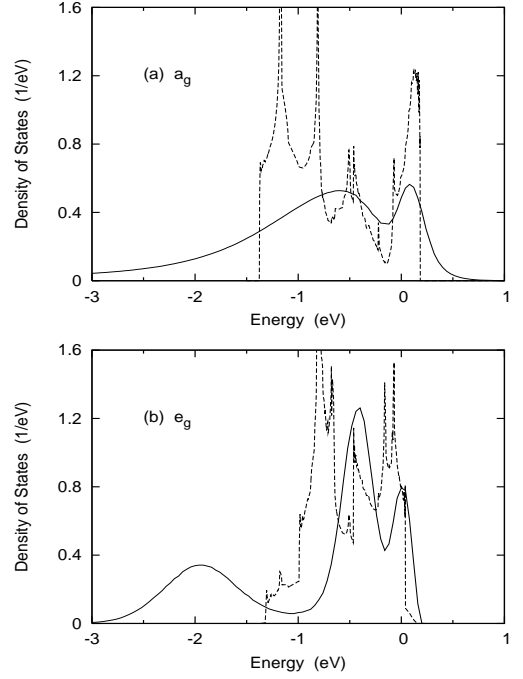 1.6
1.2
0.8
0.4
0
Density of States (1/eV)
(a) a_g
-3 -2 -1 0 1
Energy (eV)
1.6
1.2
0.8
0.4
0
Density of States (1/eV)
(b) e_g
-3 -2 -1 0 1
Energy (eV)